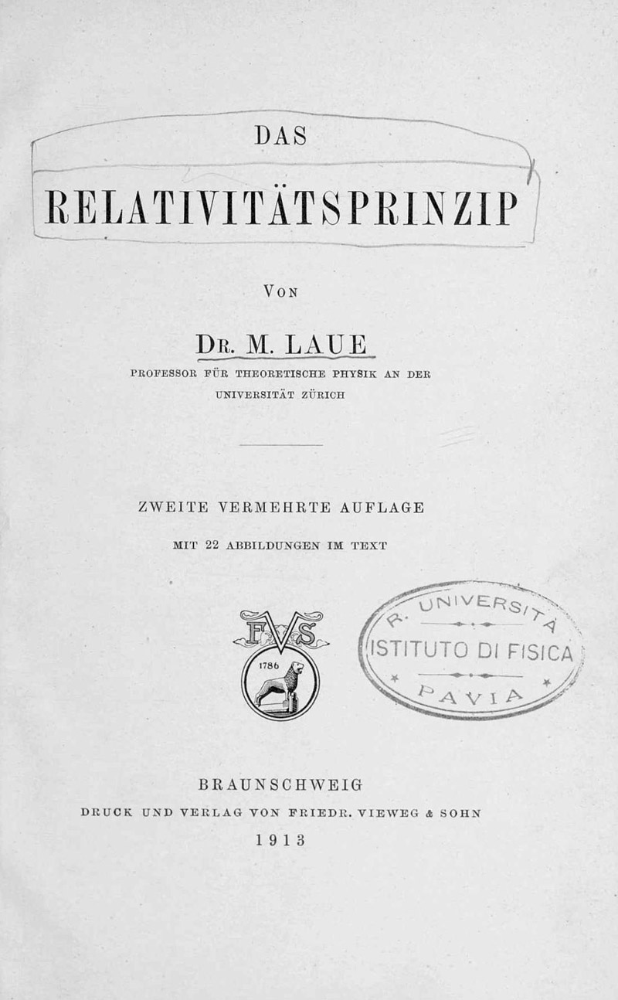 DAS
RELATIVITÄTSPRINZIP
VON
DR. M. LAUE
PROFESSOR FÜR THEORETISCHE PHYSIK AN DER
UNIVERSITÄT ZÜRICH
ZWEITE VERMEHRTE AUFLAGE
MIT 22 ABBILDUNGEN IM TEXT
F V S
1786
R. UNIVERSITÀ
ISTITUTO DI FISICA
PAVIA
BRAUNSCHWEIG
DRUCK UND VERLAG VON FRIEDR. VIEWEG & SOHN
1913